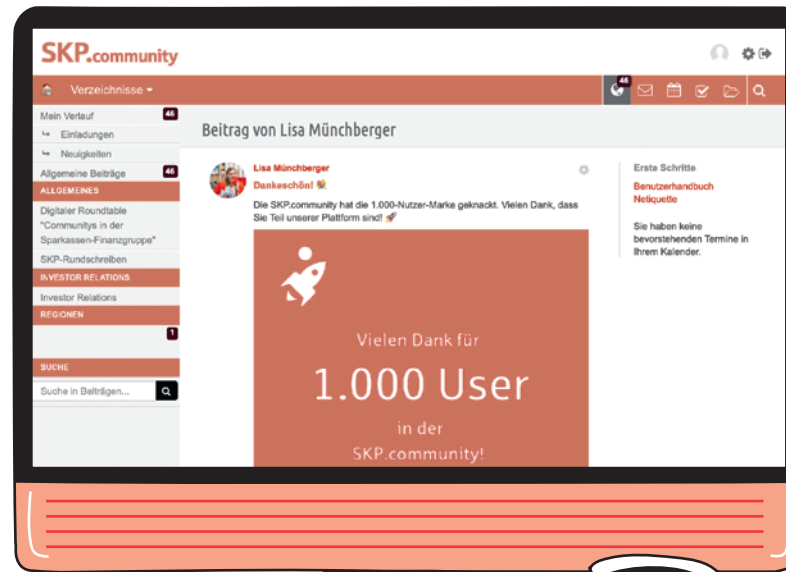 SKP.community
Verzeichnisse
46
Mein Verlauf 46
Einladungen
Neuigkeiten
Allgemeine Beiträge 46
ALLGEMEINES
Digitaler Roundtable
"Communitys in der
Sparkassen-Finanzgruppe"
SKP-Rundschreiben
INVESTOR RELATIONS
Investor Relations
REGIONEN
1
SUCHE
Suche in Beiträgen...
Beitrag von Lisa Münchberger
Lisa Münchberger
Dankeschön!
Die SKP.community hat die 1.000-Nutzer-Marke geknackt. Vielen Dank, dass
Sie Teil unserer Plattform sind!
Vielen Dank für
1.000 User
in der
SKP.community!
Erste Schritte
Benutzerhandbuch
Netiquette
Sie haben keine
bevorstehenden Termine in
Ihrem Kalender.